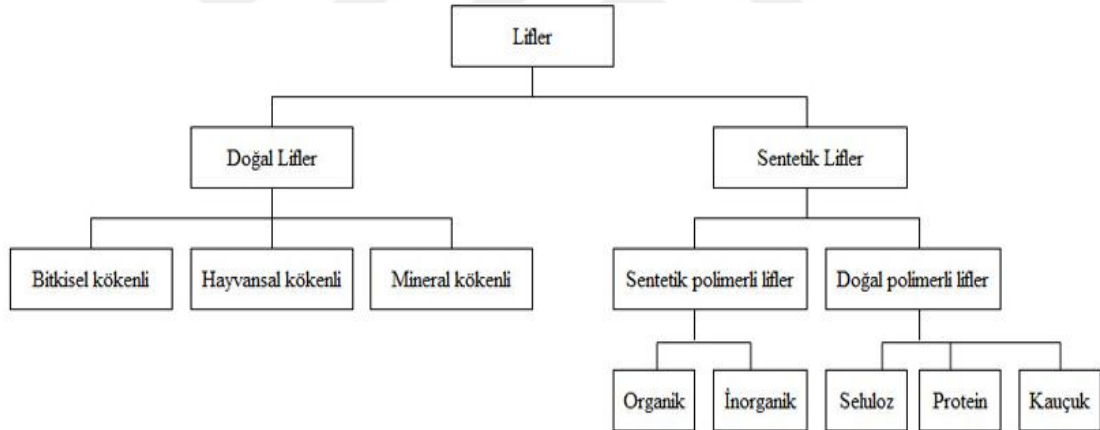 Lifler
Doğal Lifler
Sentetik Lifler
Bitkisel kökenli
Hayvansal kökenli
Mineral kökenli
Sentetik polimerli lifler
Doğal polimerli lifler
Organik
İnorganik
Seluloz
Protein
Kauçuk